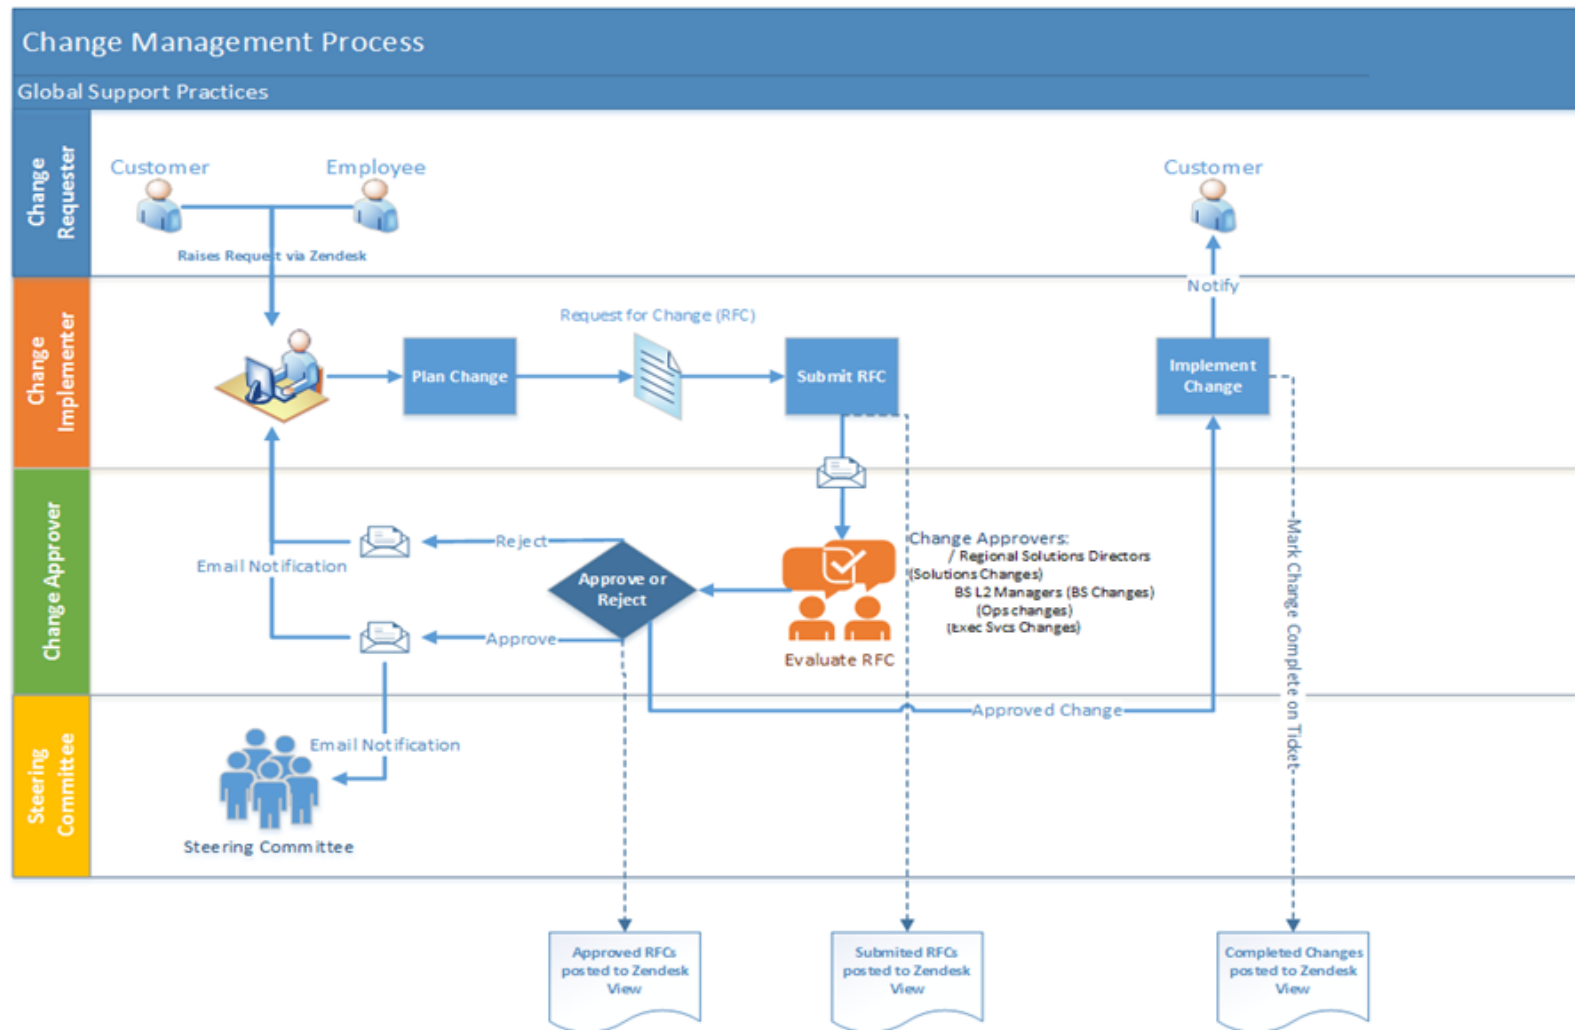 Change Management Process
Global Support Practices
Change
Requester
Customer
Employee
Customer
Raises Request via Zendesk
Notify
Change
Implementer
Request for Change (RFC)
Plan Change
Submit RFC
Implement
Change
Change Approver
Reject
Email Notification
Approve or
Reject
Approve
Change Approvers:
/ Regional Solutions Directors
(Solutions Changes)
BS L2 Managers (BS Changes)
(Ops changes)
(Exec Svcs Changes)
Evaluate RFC
Mark Change Complete on Ticket
Steering
Committee
Approved Change
Email Notification
Steering Committee
Approved RFCs
posted to Zendesk
View
Submited RFCs
posted to Zendesk
View
Completed Changes
posted to Zendesk
View